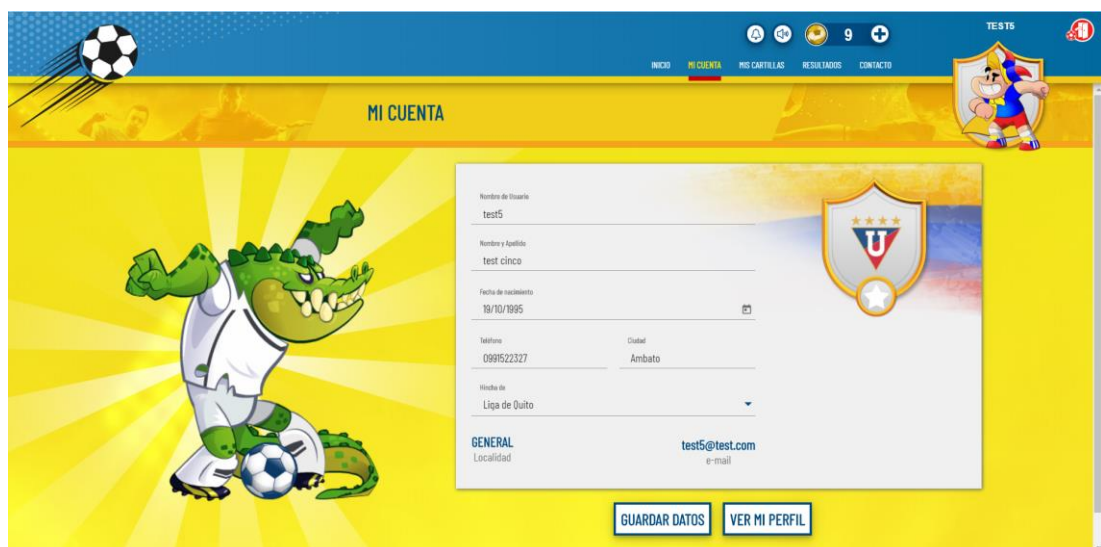 TEST5
9
INICIO MI CUENTA MIS CARTILLAS RESULTADOS CONTACTO
MI CUENTA
Nombre de Usuario
test5
Nombre y Apellido
test cinco
Fecha de nacimiento
19/10/1995
Teléfono Ciudad
0991522327 Ambato
Hincha de
Liga de Quito
U
GENERAL test5@test.com
Localidad e-mail
GUARDAR DATOS VER MI PERFIL